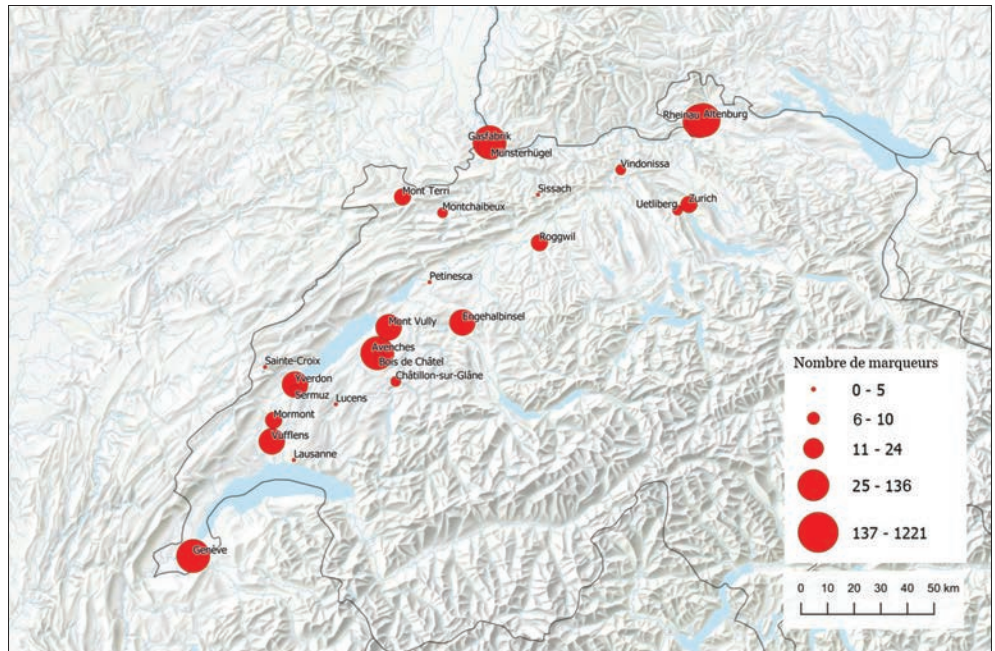 Rheinau Altenburg
Gasfabrik
Münsterhügel
Vindonissa
Mont Terri
Sissach
Montchaibeux
Uetliberg
Zurich
Roggwil
Petinesca
Mont Vully
Engehalbinsel
Avenches
Bois de Châtel
Sainte-Croix
Châtillon-sur-Glâne
Yverdon
Sermuz
Lucens
Mormont
Vufflens
Lausanne
Genève
Nombre de marqueurs
0 - 5
6 - 10
11 - 24
25 - 136
137 - 1221
0 10 20 30 40 50 km